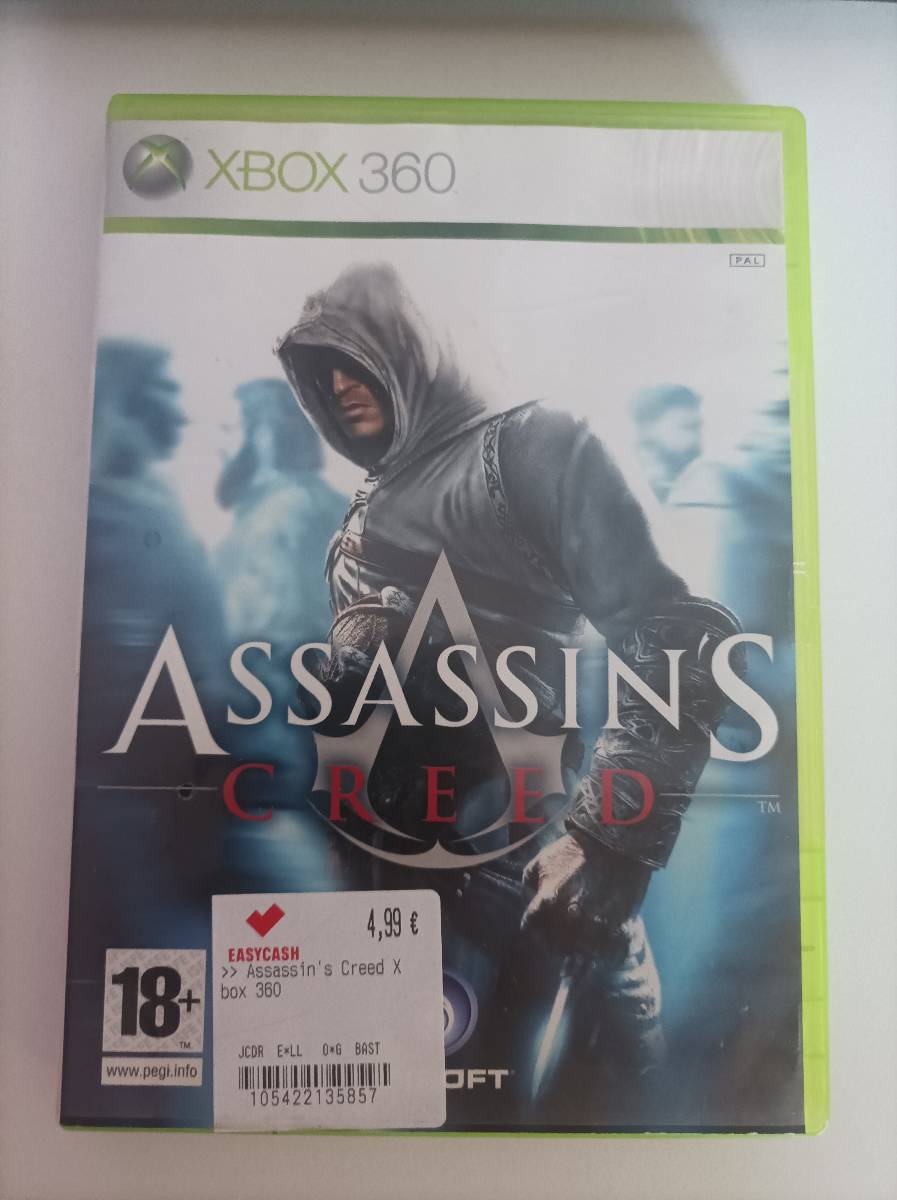 XBOX 360
PAL
ASSASSIN'S
CREED
TM
4,99 €
EASYCASH
>> Assassin's Creed X
box 360
JCDR E*LL O*G BAST
105422135857
18+
TM
www.pegi.info
OFT